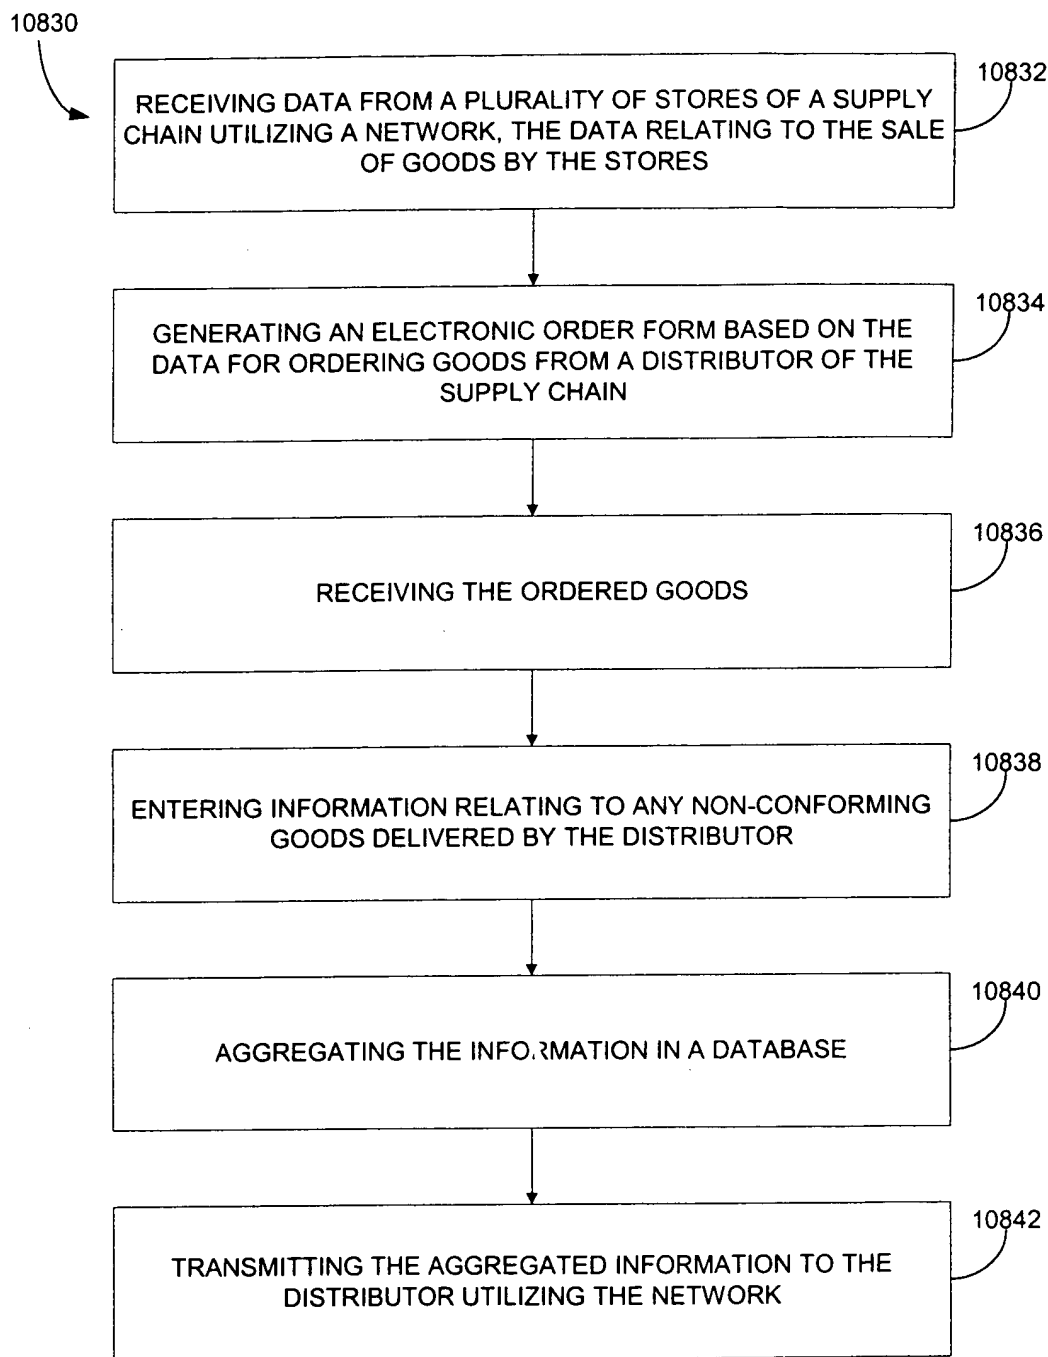 10830
10832
RECEIVING DATA FROM A PLURALITY OF STORES OF A SUPPLY
CHAIN UTILIZING A NETWORK, THE DATA RELATING TO THE SALE
OF GOODS BY THE STORES
10834
GENERATING AN ELECTRONIC ORDER FORM BASED ON THE
DATA FOR ORDERING GOODS FROM A DISTRIBUTOR OF THE
SUPPLY CHAIN
10836
RECEIVING THE ORDERED GOODS
10838
ENTERING INFORMATION RELATING TO ANY NON-CONFORMING
GOODS DELIVERED BY THE DISTRIBUTOR
10840
AGGREGATING THE INFORMATION IN A DATABASE
10842
TRANSMITTING THE AGGREGATED INFORMATION TO THE
DISTRIBUTOR UTILIZING THE NETWORK